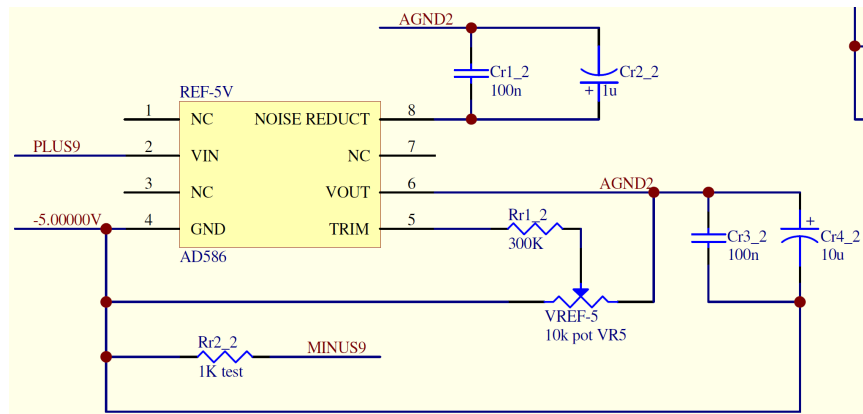 AGND2
Cr1_2
100n
Cr2_2
+ 1u
REF-5V
1 NC NOISE REDUCT 8
PLUS9 2 VIN NC 7
3 NC VOUT 6 AGND2
-5.00000V 4 GND TRIM 5
AD586
Rr1_2
300K
Cr3_2
100n
+
Cr4_2
10u
VREF-5
10k pot VR5
Rr2_2
1K test
MINUS9